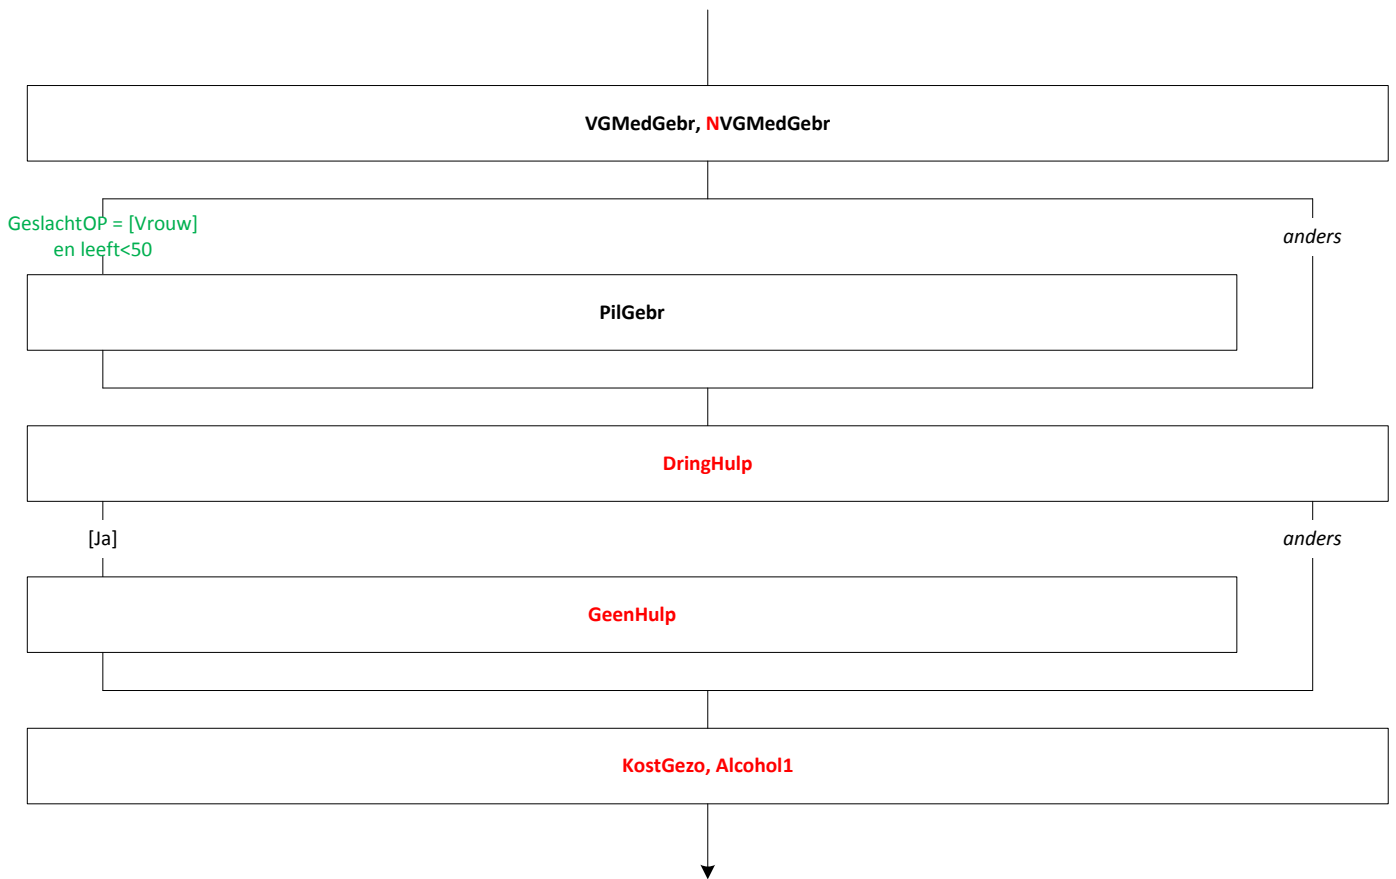 VGMedGebr, NVGMedGebr
GeslachtOP = [Vrouw]
en leeft<50
anders
PilGebr
DringHulp
[Ja]
anders
GeenHulp
KostGezo, Alcohol1